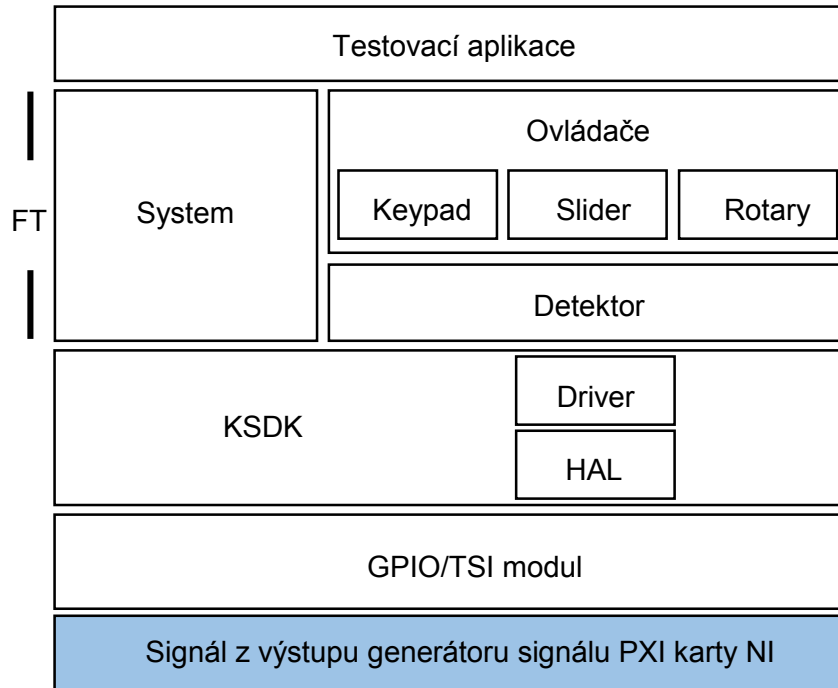 Testovací aplikace
FT
System
Ovládače
Keypad
Slider
Rotary
Detektor
KSDK
Driver
HAL
GPIO/TSI modul
Signál z výstupu generátoru signálu PXI karty NI